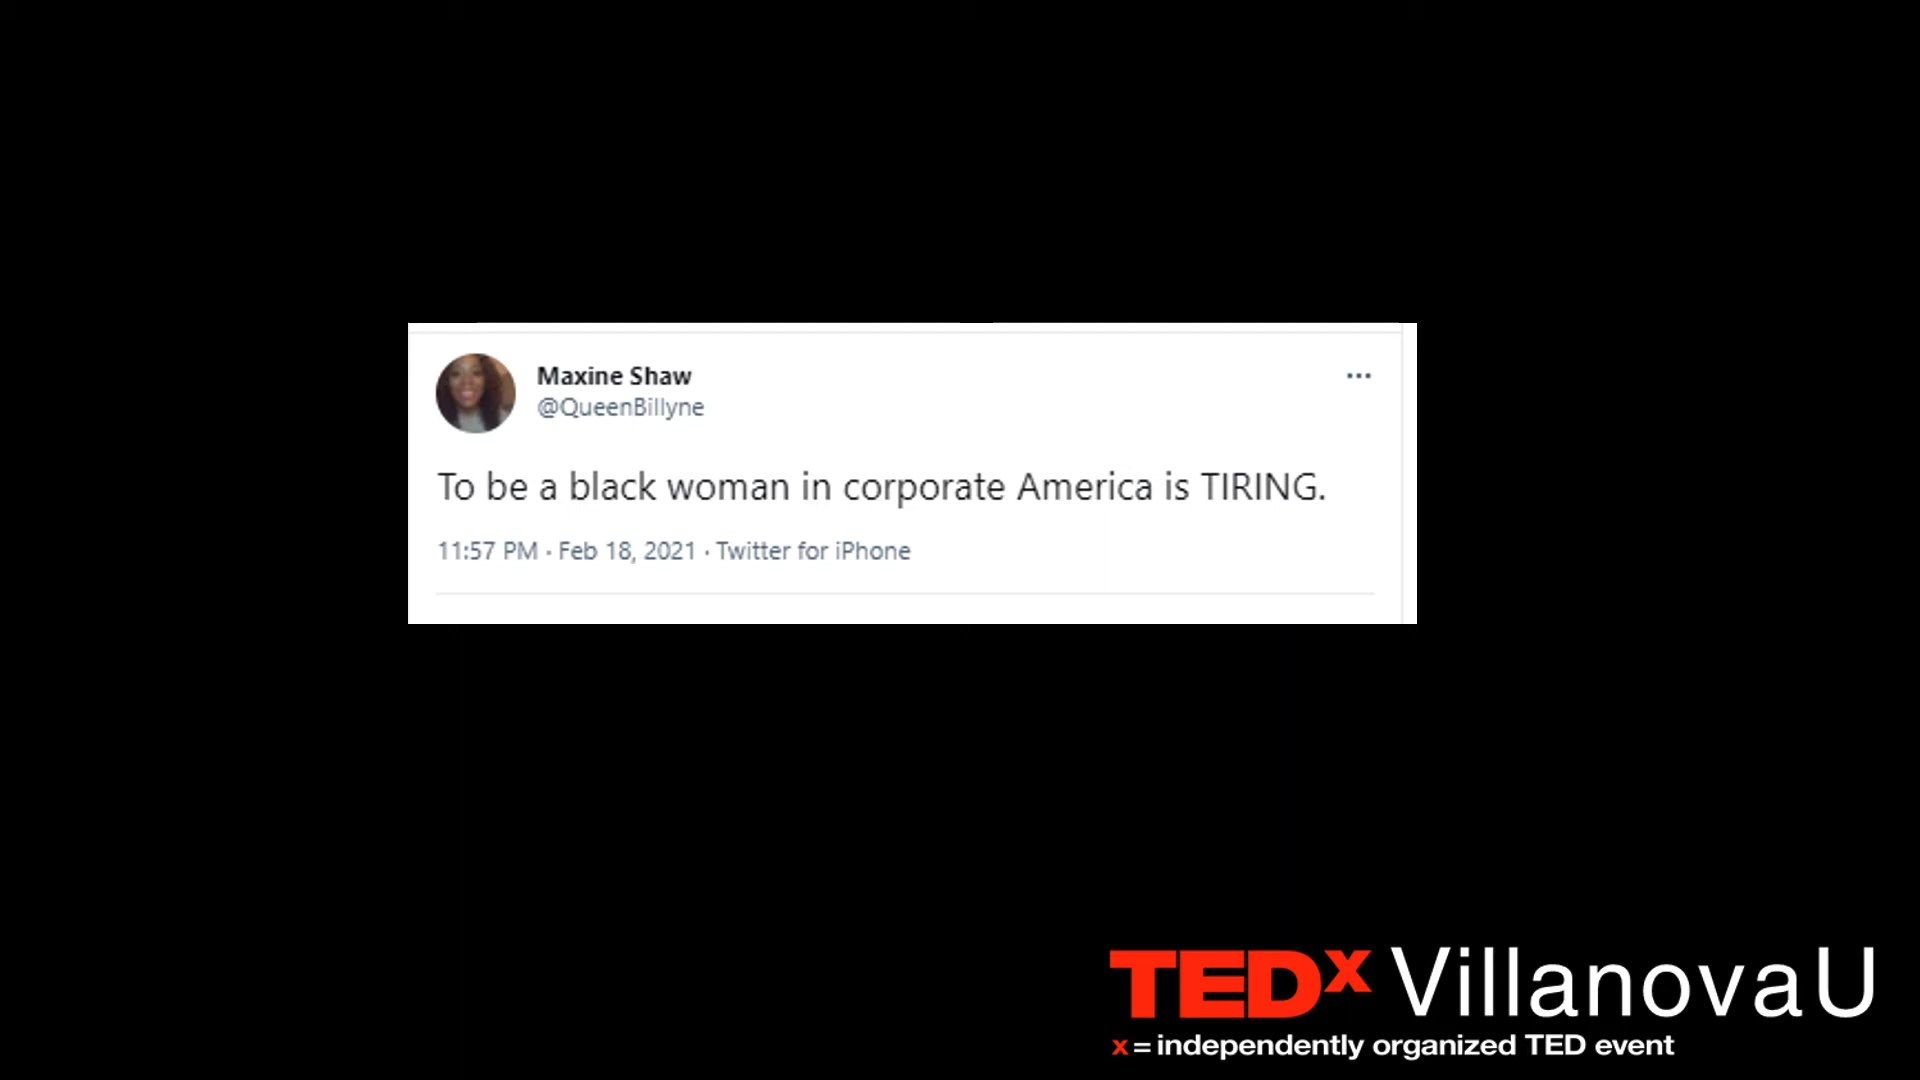 Maxine Shaw
@QueenBillyne
To be a black woman in corporate America is TIRING.
11:57 PM · Feb 18, 2021 · Twitter for iPhone
TEDx VillanovaU
x = independently organized TED event